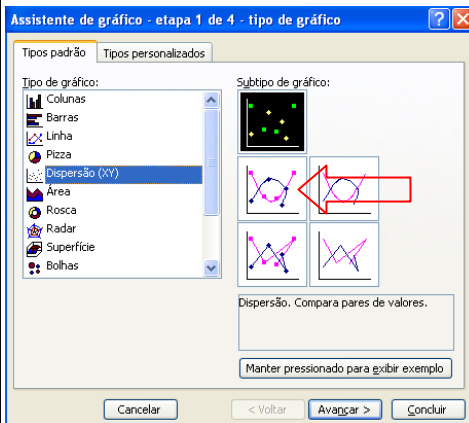 Assistente de gráfico - etapa 1 de 4 - tipo de gráfico
Tipos padrão
Tipos personalizados
Tipo de gráfico:
Colunas
Barras
Linha
Pizza
Dispersão (XY)
Área
Rosca
Radar
Superfície
Bolhas
Subtipo de gráfico:
Dispersão. Compara pares de valores.
Manter pressionado para exibir exemplo
Cancelar
< Voltar
Avançar >
Concluir